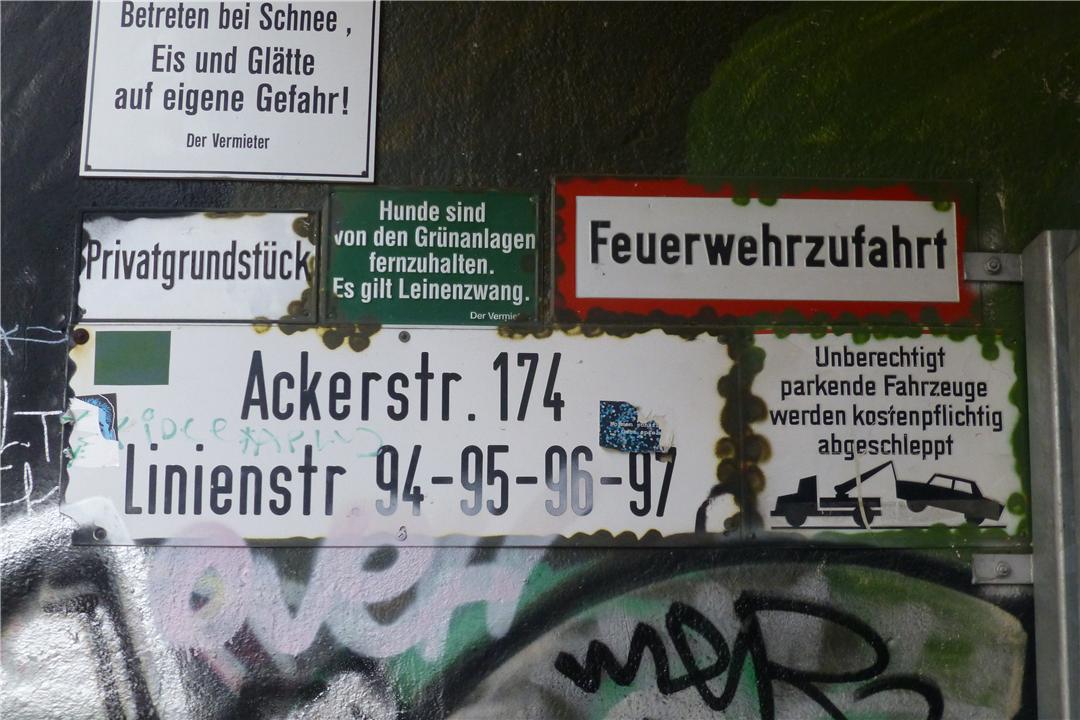 Betreten bei Schnee ,
Eis und Glätte
auf eigene Gefahr!
Der Vermieter
Privatgrundstück
Hunde sind
von den Grünanlagen
fernzuhalten.
Es gilt Leinenzwang.
Der Vermie
Feuerwehrzufahrt
Ackerstr. 174
Linienstr 94-95-96-97
Unberechtigt
parkende Fahrzeuge
werden kostenpflichtig
abgeschleppt